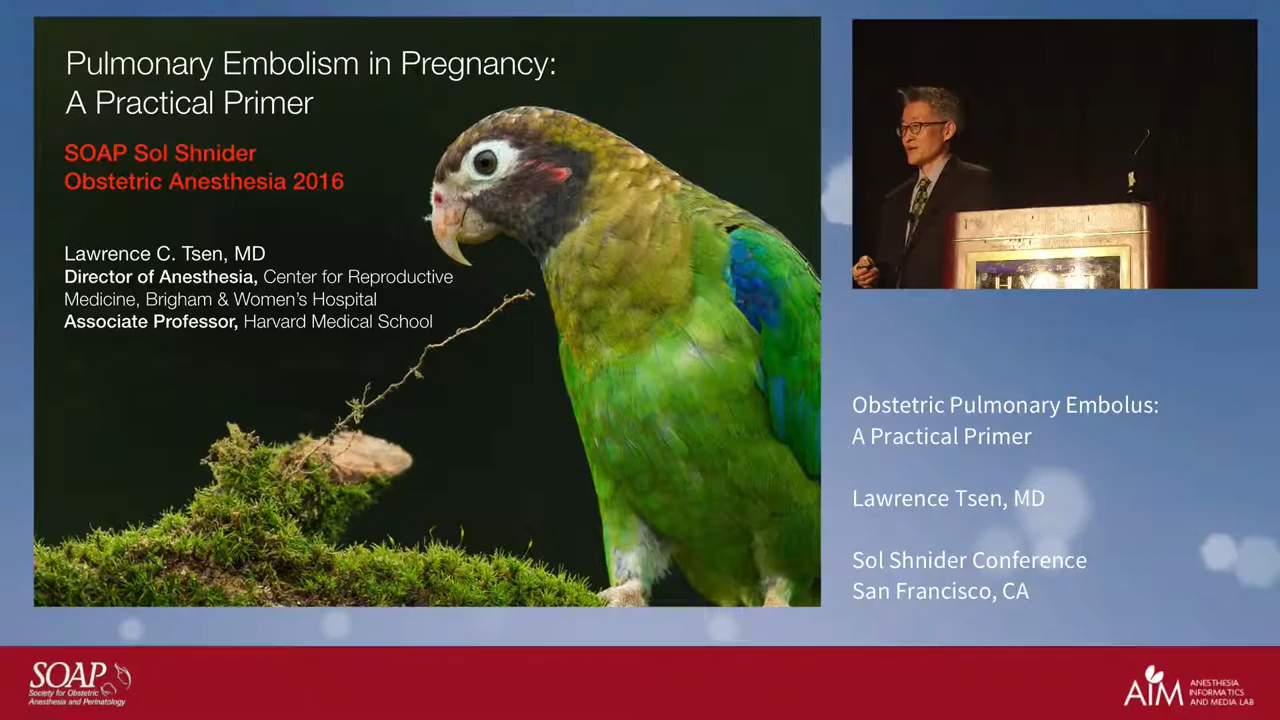 Pulmonary Embolism in Pregnancy:
A Practical Primer
SOAP Sol Shnider
Obstetric Anesthesia 2016
Lawrence C. Tsen, MD
Director of Anesthesia, Center for Reproductive
Medicine, Brigham & Women's Hospital
Associate Professor, Harvard Medical School
Obstetric Pulmonary Embolus:
A Practical Primer
Lawrence Tsen, MD
Sol Shnider Conference
San Francisco, CA
SOAP
Society for Obstetric
Anesthesia and Perinatology
AIM
ANESTHESIA
INFORMATICS
AND MEDIA LAB